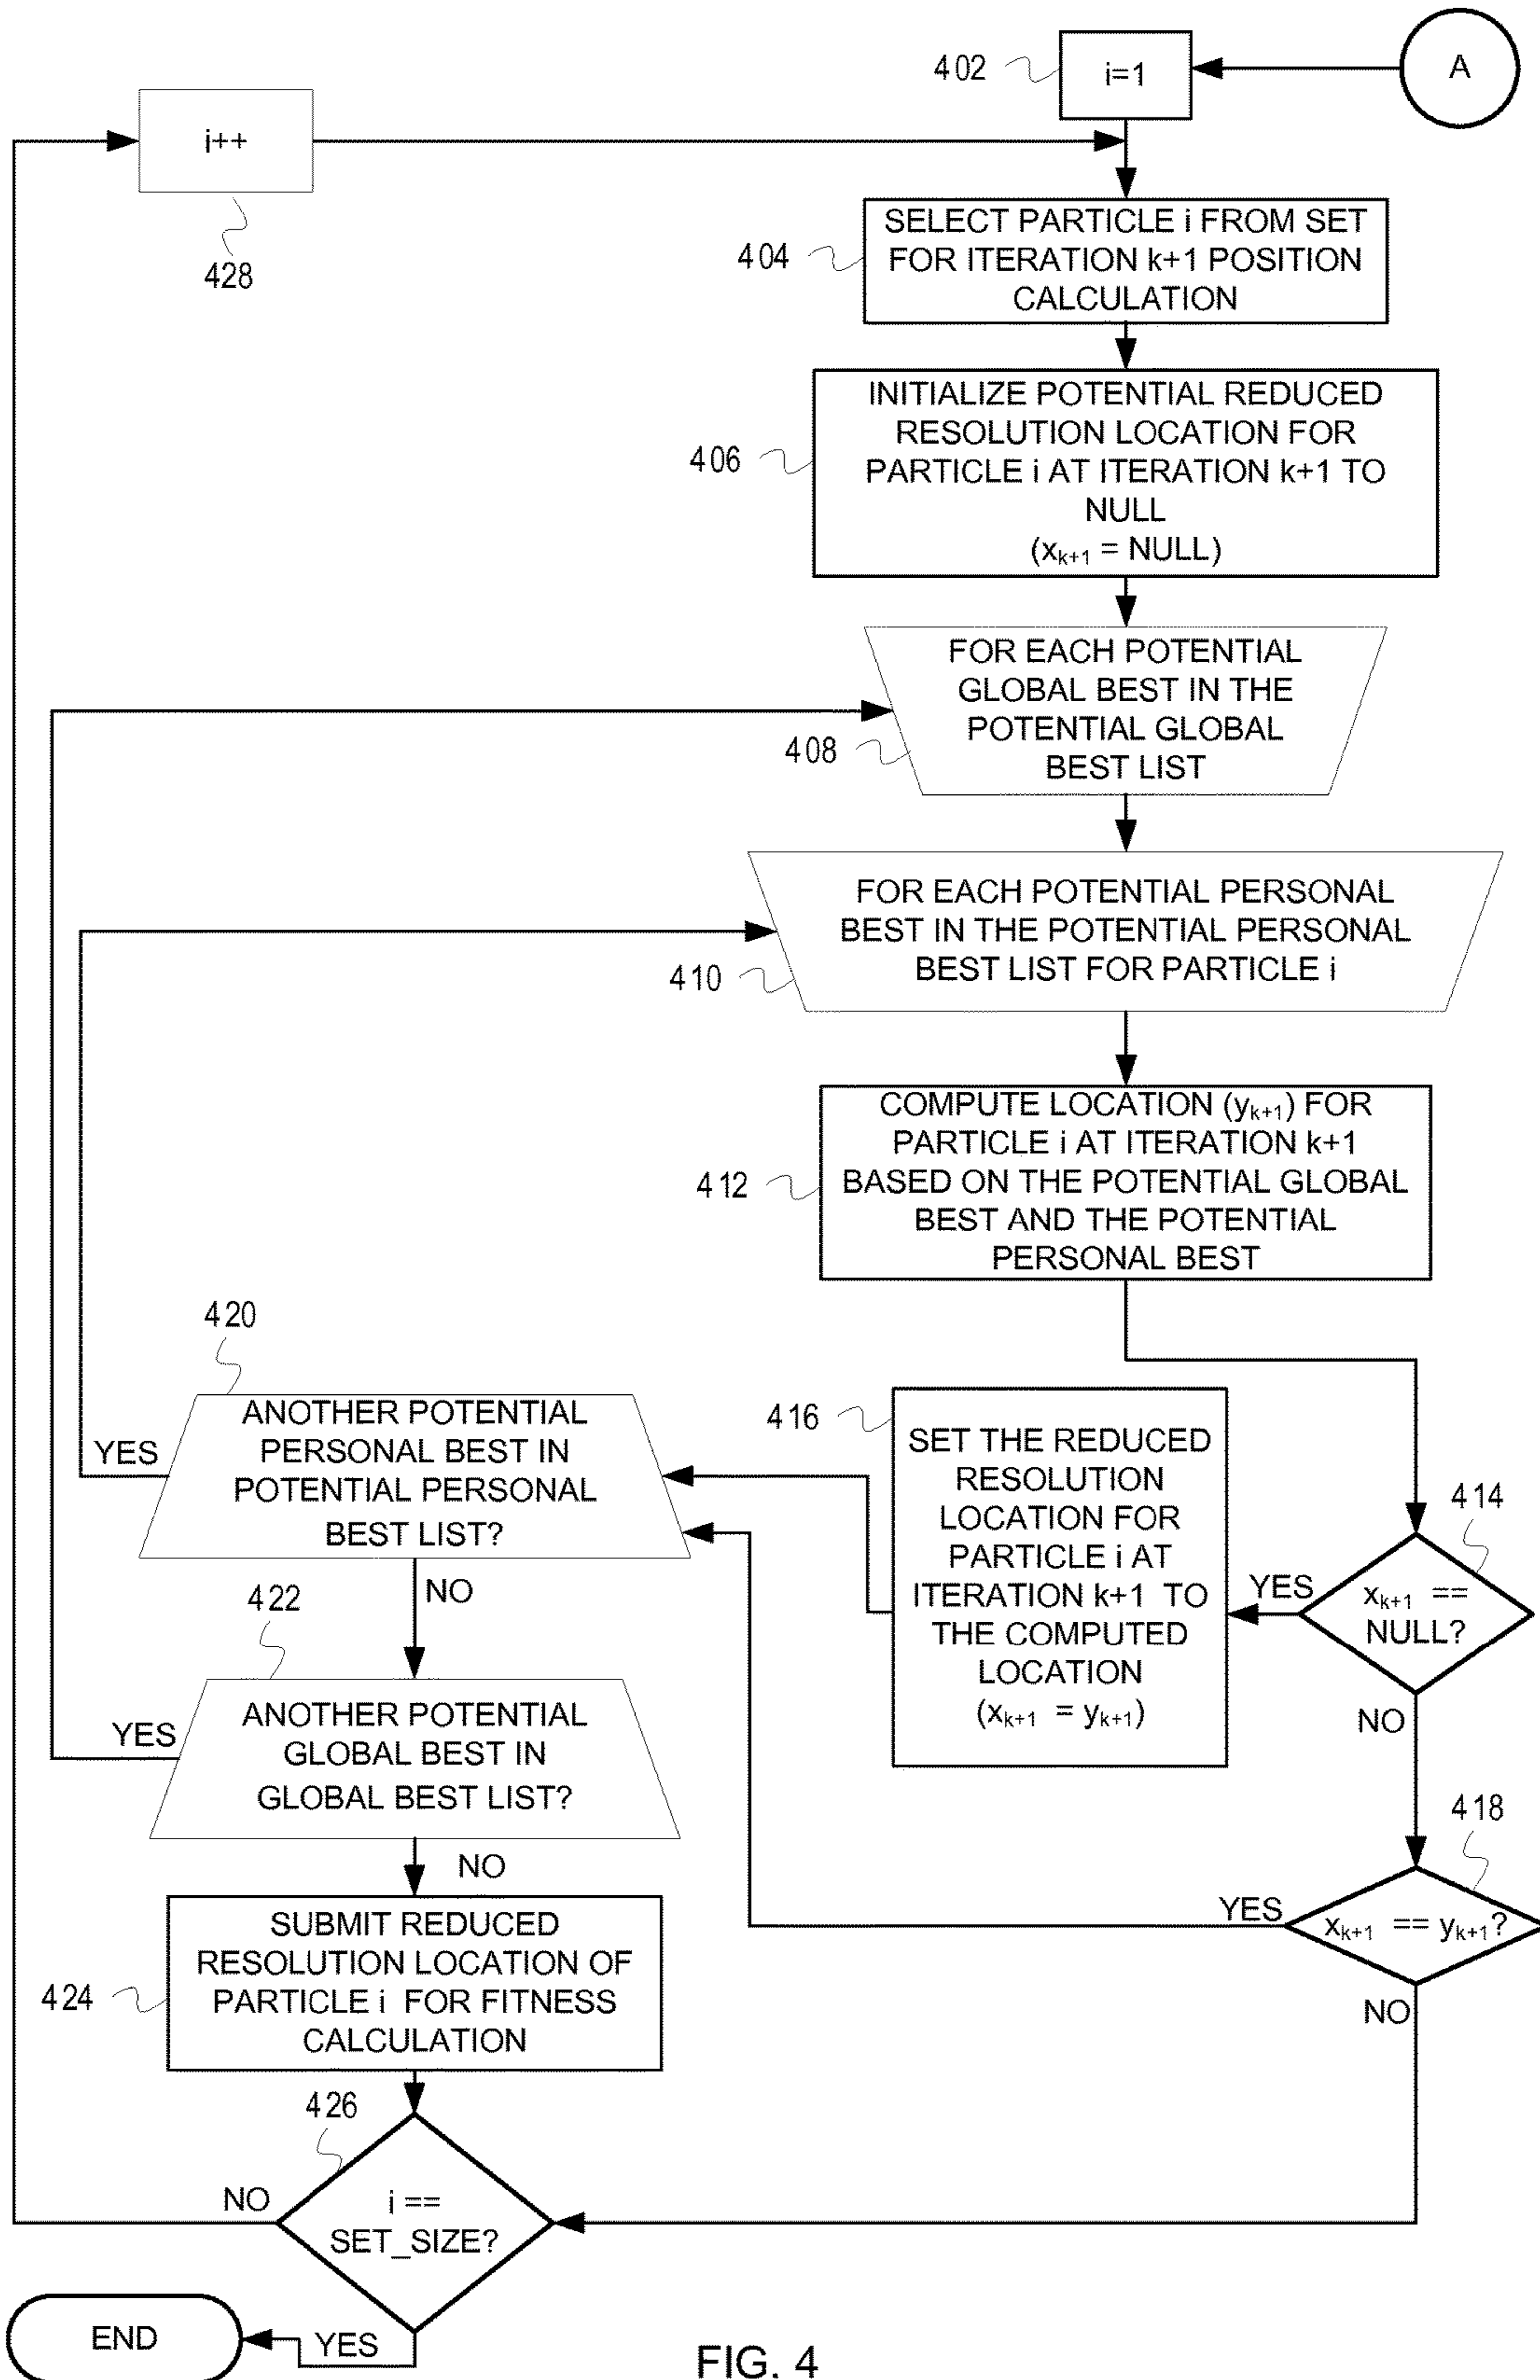 402
i=1
A
i++
428
404
SELECT PARTICLE i FROM SET
FOR ITERATION k+1 POSITION
CALCULATION
406
INITIALIZE POTENTIAL REDUCED
RESOLUTION LOCATION FOR
PARTICLE i AT ITERATION k+1 TO
NULL
(xk+1 = NULL)
408
FOR EACH POTENTIAL
GLOBAL BEST IN THE
POTENTIAL GLOBAL
BEST LIST
410
FOR EACH POTENTIAL PERSONAL
BEST IN THE POTENTIAL PERSONAL
BEST LIST FOR PARTICLE i
412
COMPUTE LOCATION (yk+1) FOR
PARTICLE i AT ITERATION k+1
BASED ON THE POTENTIAL GLOBAL
BEST AND THE POTENTIAL
PERSONAL BEST
414
xk+1 ==
NULL?
YES
NO
416
SET THE REDUCED
RESOLUTION
LOCATION FOR
PARTICLE i AT
ITERATION k+1 TO
THE COMPUTED
LOCATION
(xk+1 = yk+1)
418
xk+1 == yk+1?
YES
NO
420
ANOTHER POTENTIAL
PERSONAL BEST IN
POTENTIAL PERSONAL
BEST LIST?
YES
NO
422
ANOTHER POTENTIAL
GLOBAL BEST IN
GLOBAL BEST LIST?
YES
NO
424
SUBMIT REDUCED
RESOLUTION LOCATION OF
PARTICLE i FOR FITNESS
CALCULATION
426
i ==
SET_SIZE?
NO
YES
END
FIG. 4